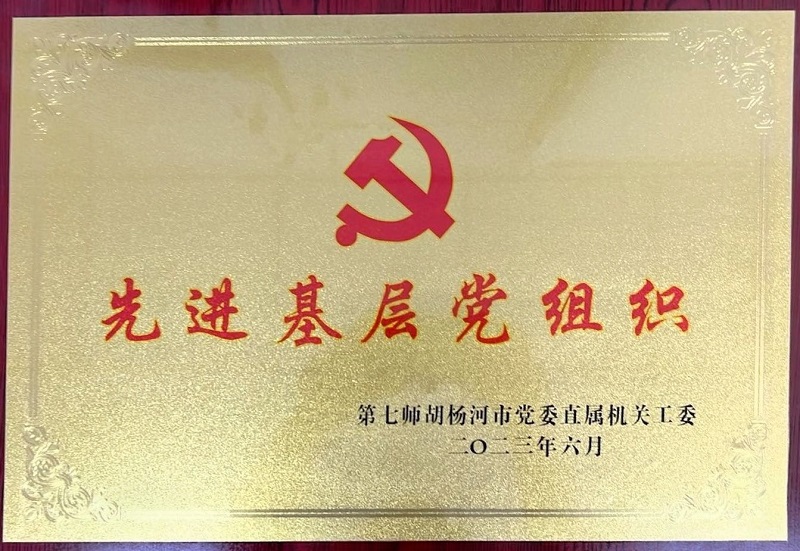 先进基层党组织
第七师胡杨河市党委直属机关工委
二〇二三年六月